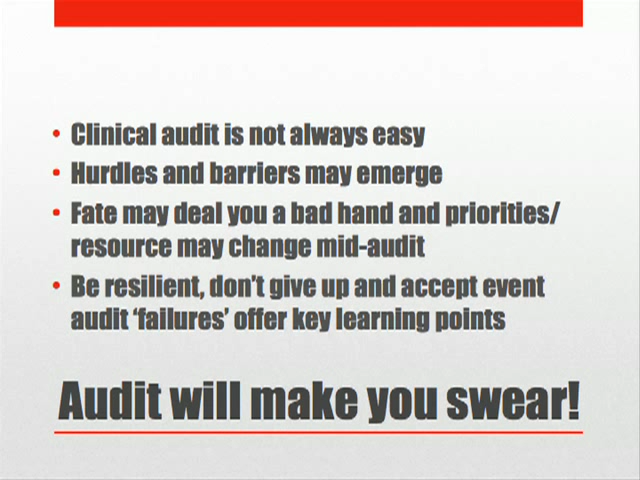 • Clinical audit is not always easy
• Hurdles and barriers may emerge
• Fate may deal you a bad hand and priorities/
resource may change mid-audit
• Be resilient, don’t give up and accept event
audit ‘failures’ offer key learning points
Audit will make you swear!